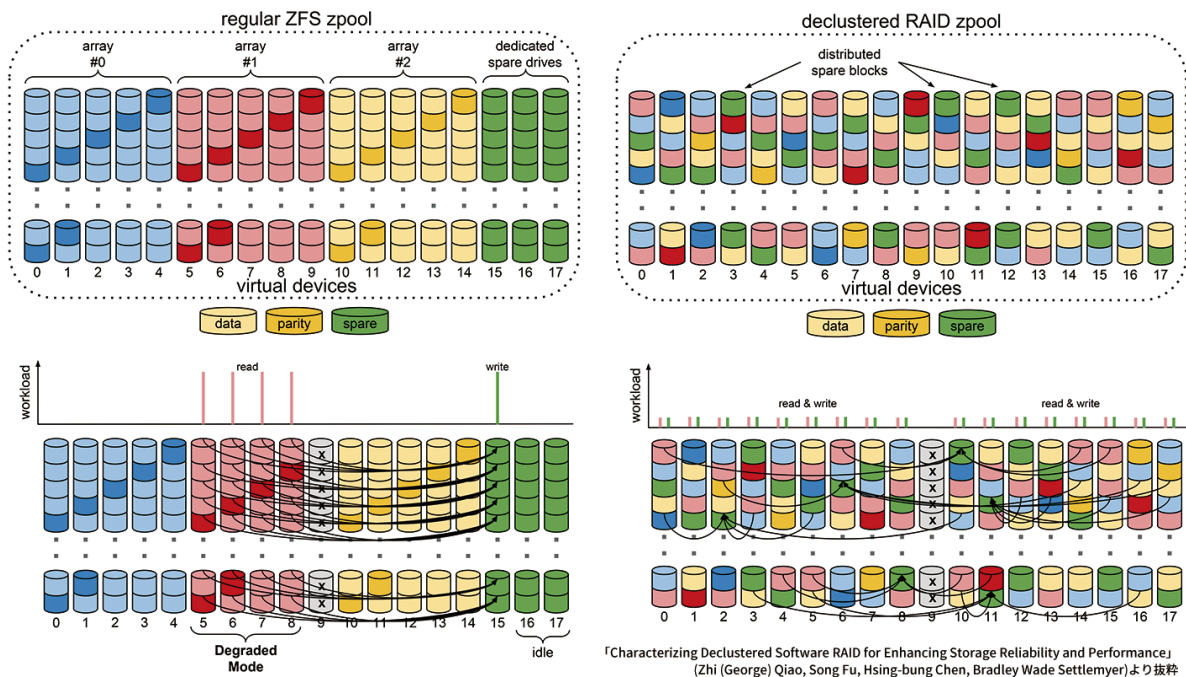 regular ZFS zpool
array
#0
array
#1
array
#2
dedicated
spare drives
0 1 2 3 4 5 6 7 8 9 10 11 12 13 14 15 16 17
virtual devices
data parity spare
declustered RAID zpool
distributed
spare blocks
0 1 2 3 4 5 6 7 8 9 10 11 12 13 14 15 16 17
virtual devices
data parity spare
workload
read
write
x
x
x
x
x
x
x
0 1 2 3 4 5 6 7 8 9 10 11 12 13 14 15 16 17
Degraded
Mode
idle
workload
read & write
read & write
x
x
x
x
x
x
x
0 1 2 3 4 5 6 7 8 9 10 11 12 13 14 15 16 17
「Characterizing Declustered Software RAID for Enhancing Storage Reliability and Performance」
(Zhi (George) Qiao, Song Fu, Hsing-bung Chen, Bradley Wade Settlemyer)より抜粋